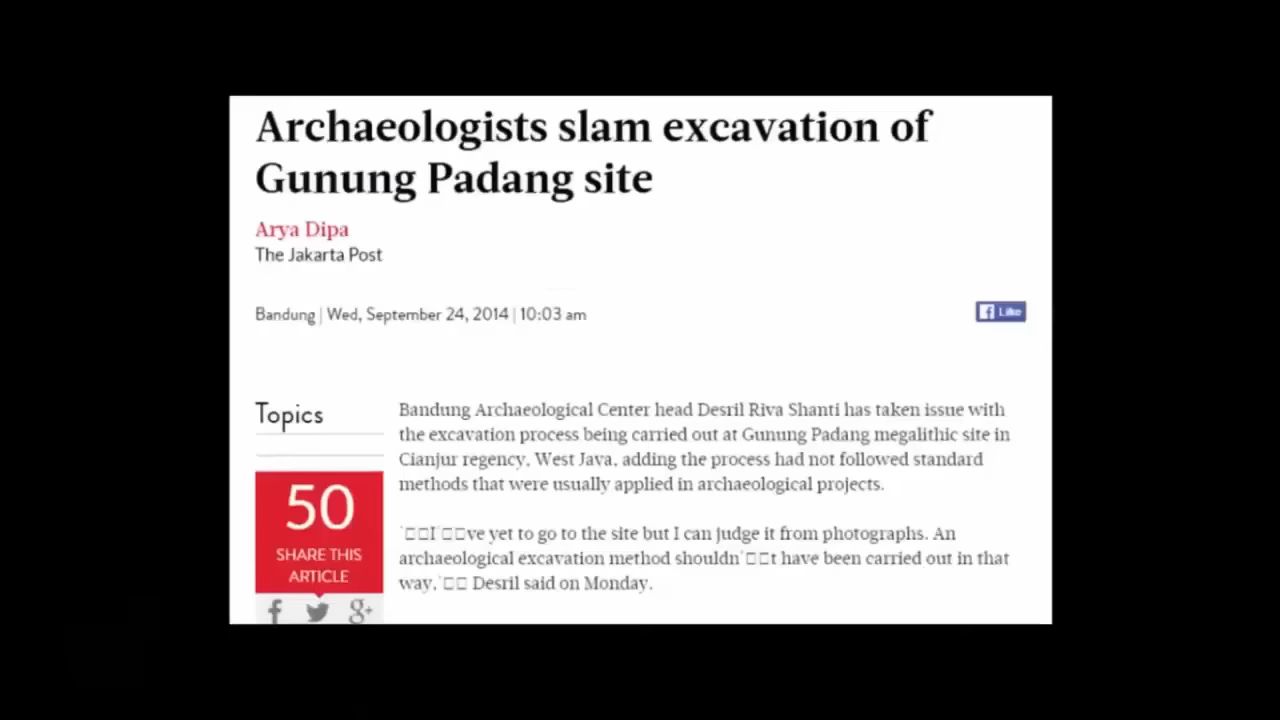 Archaeologists slam excavation of
Gunung Padang site
Arya Dipa
The Jakarta Post
Bandung | Wed, September 24, 2014 | 10:03 am
Like
Topics
50
SHARE THIS
ARTICLE
Bandung Archaeological Center head Desril Riva Shanti has taken issue with
the excavation process being carried out at Gunung Padang megalithic site in
Cianjur regency, West Java, adding the process had not followed standard
methods that were usually applied in archaeological projects.
`□□I`□□ve yet to go to the site but I can judge it from photographs. An
archaeological excavation method shouldn`□□t have been carried out in that
way,`□□ Desril said on Monday.